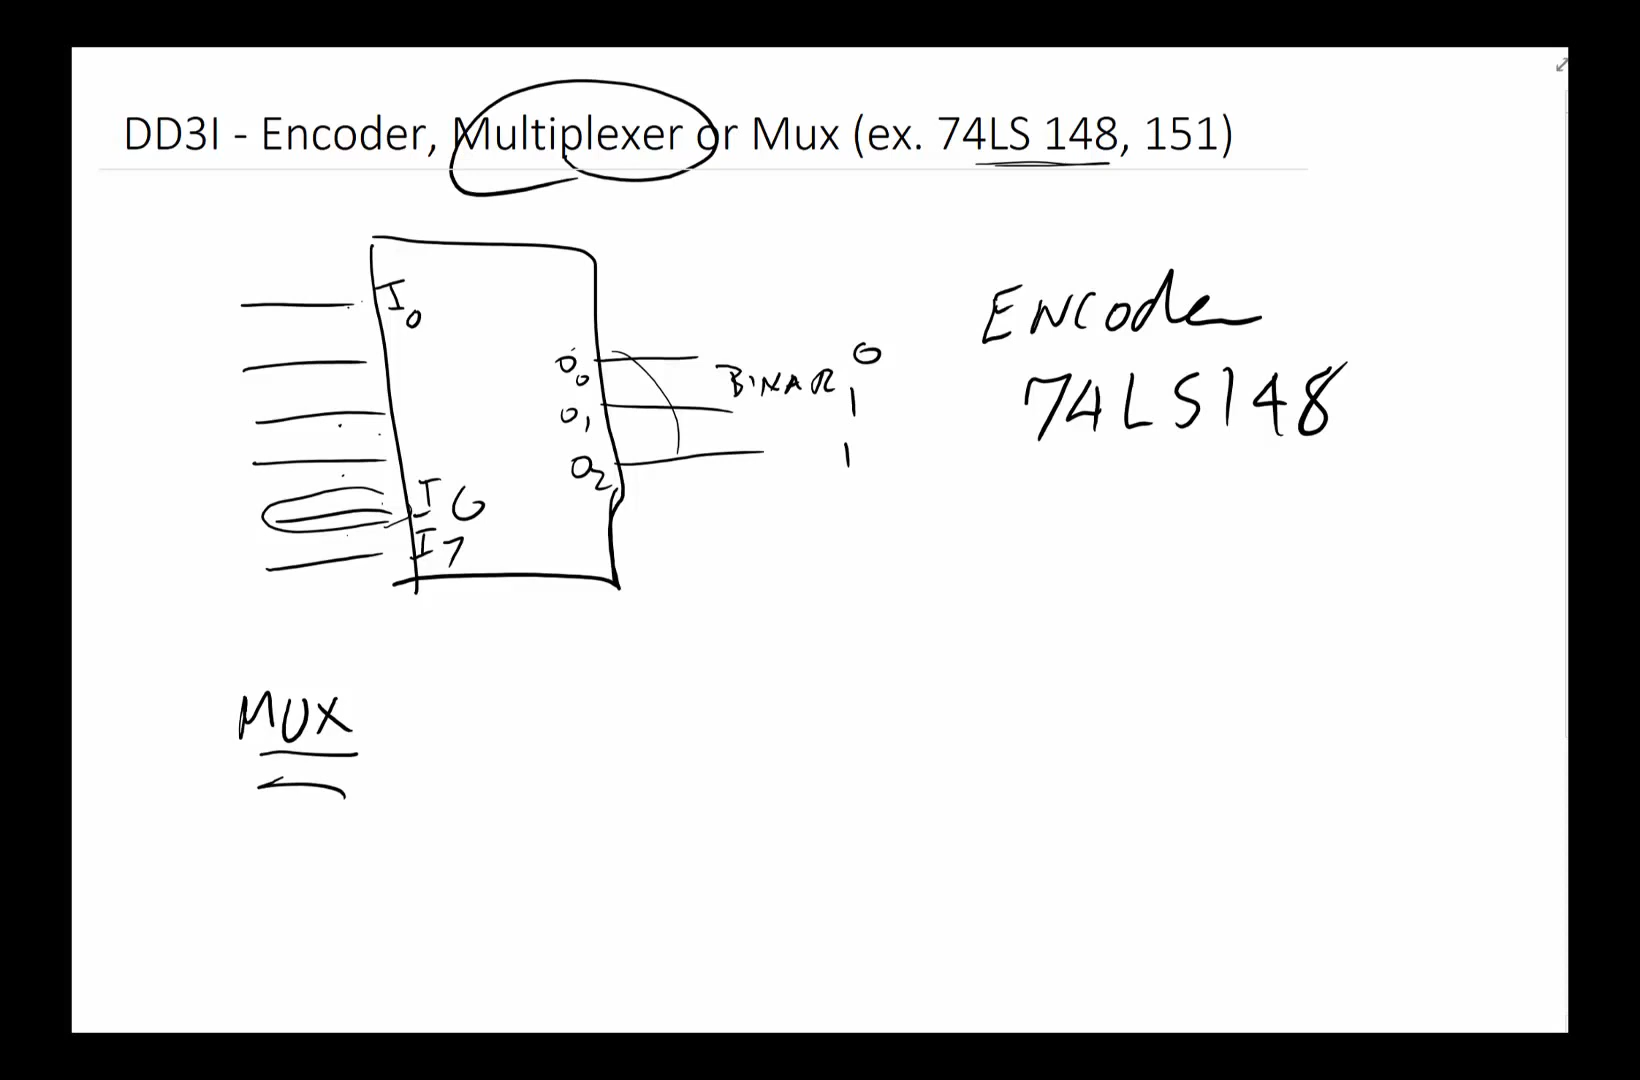 DD3I - Encoder, Multiplexer or Mux (ex. 74LS 148, 151)
I0
O0
O1
O2
BINAR
0
1
1
I6
I7
ENCODER
74LS148
MUX